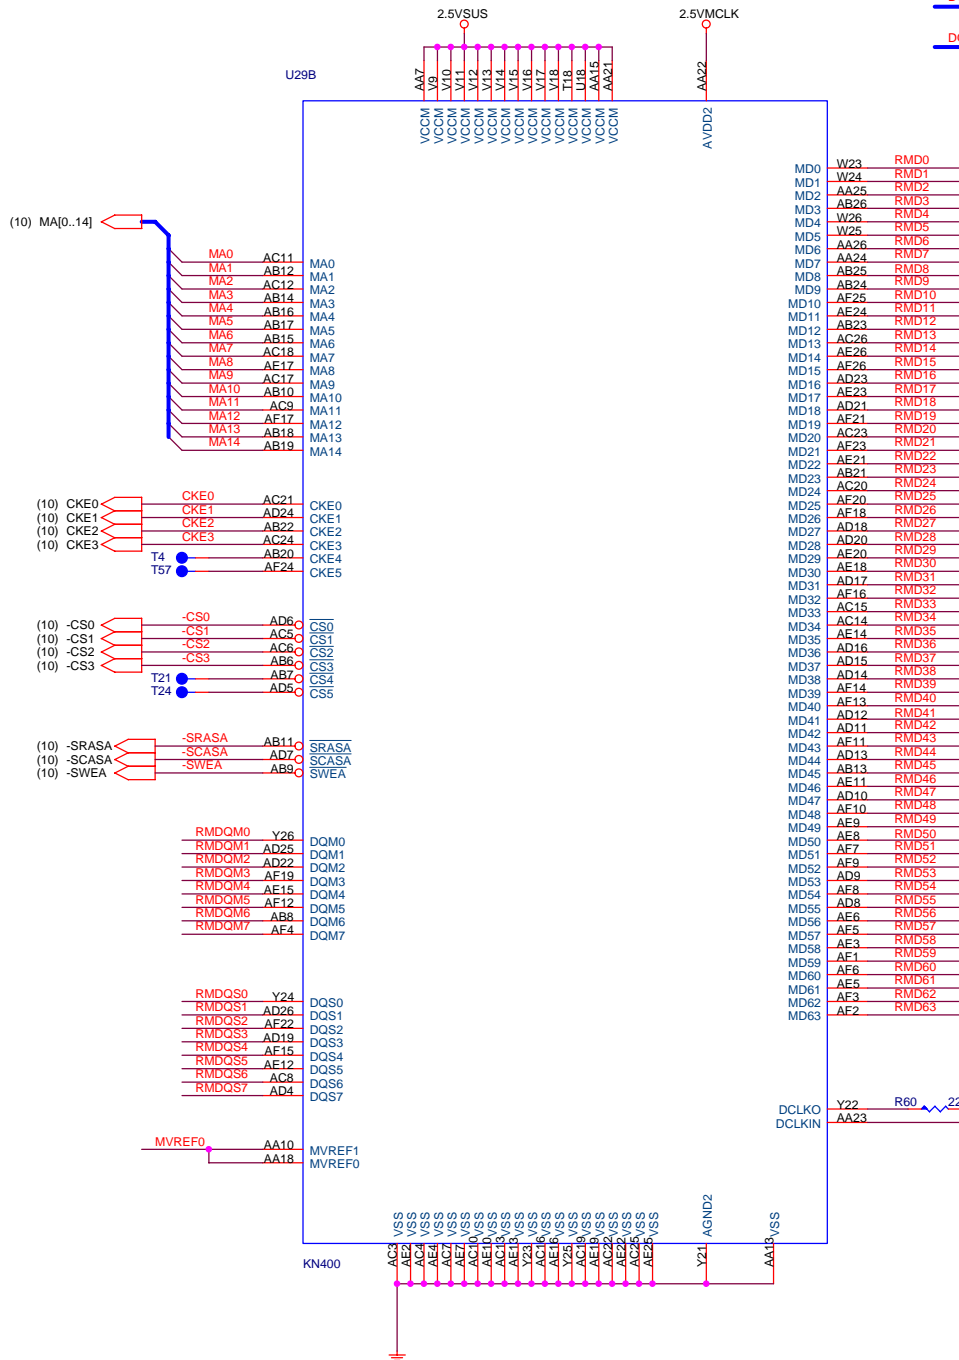 2.5VSUS 2.5VMCLK
U29B
AA7 V9 V10 V11 V12 V13 V14 V15 V16 V17 V18 T18 U18 AA15 AA21 AA22
VCCM VCCM VCCM VCCM VCCM VCCM VCCM VCCM VCCM VCCM VCCM VCCM VCCM VCCM VCCM AVDD2
(10) MA[0..14]
MA0 AC11 MA0
MA1 AB12 MA1
MA2 AC12 MA2
MA3 AB14 MA3
MA4 AB16 MA4
MA5 AB17 MA5
MA6 AB15 MA6
MA7 AC18 MA7
MA8 AE17 MA8
MA9 AC17 MA9
MA10 AB10 MA10
MA11 AC9 MA11
MA12 AF17 MA12
MA13 AB18 MA13
MA14 AB19 MA14
(10) CKE0 CKE0 AC21 CKE0
(10) CKE1 CKE1 AD24 CKE1
(10) CKE2 CKE2 AB22 CKE2
(10) CKE3 CKE3 AC24 CKE3
T4 AB20 CKE4
T57 AF24 CKE5
(10) -CS0 -CS0 AD6 CS0
(10) -CS1 -CS1 AC5 CS1
(10) -CS2 -CS2 AC6 CS2
(10) -CS3 -CS3 AB6 CS3
T21 AB7 CS4
T24 AD5 CS5
(10) -SRASA -SRASA AB11 SRASA
(10) -SCASA -SCASA AD7 SCASA
(10) -SWEA -SWEA AB9 SWEA
RMDQM0 Y26 DQM0
RMDQM1 AD25 DQM1
RMDQM2 AD22 DQM2
RMDQM3 AF19 DQM3
RMDQM4 AE15 DQM4
RMDQM5 AF12 DQM5
RMDQM6 AB8 DQM6
RMDQM7 AF4 DQM7
RMDQS0 Y24 DQS0
RMDQS1 AD26 DQS1
RMDQS2 AF22 DQS2
RMDQS3 AD19 DQS3
RMDQS4 AF15 DQS4
RMDQS5 AE12 DQS5
RMDQS6 AC8 DQS6
RMDQS7 AD4 DQS7
MVREF0 AA10 MVREF1
AA18 MVREF0
MD0 W23 RMD0
MD1 W24 RMD1
MD2 AA25 RMD2
MD3 AB26 RMD3
MD4 W26 RMD4
MD5 W25 RMD5
MD6 AA26 RMD6
MD7 AA24 RMD7
MD8 AB25 RMD8
MD9 AB24 RMD9
MD10 AF25 RMD10
MD11 AE24 RMD11
MD12 AB23 RMD12
MD13 AC26 RMD13
MD14 AE26 RMD14
MD15 AF26 RMD15
MD16 AD23 RMD16
MD17 AE23 RMD17
MD18 AD21 RMD18
MD19 AF21 RMD19
MD20 AC23 RMD20
MD21 AF23 RMD21
MD22 AE21 RMD22
MD23 AB21 RMD23
MD24 AC20 RMD24
MD25 AF20 RMD25
MD26 AF18 RMD26
MD27 AD18 RMD27
MD28 AD20 RMD28
MD29 AE20 RMD29
MD30 AE18 RMD30
MD31 AD17 RMD31
MD32 AF16 RMD32
MD33 AC15 RMD33
MD34 AC14 RMD34
MD35 AE14 RMD35
MD36 AD16 RMD36
MD37 AD15 RMD37
MD38 AD14 RMD38
MD39 AF14 RMD39
MD40 AF13 RMD40
MD41 AD12 RMD41
MD42 AD11 RMD42
MD43 AF11 RMD43
MD44 AD13 RMD44
MD45 AB13 RMD45
MD46 AE11 RMD46
MD47 AD10 RMD47
MD48 AF10 RMD48
MD49 AE9 RMD49
MD50 AE8 RMD50
MD51 AF7 RMD51
MD52 AF9 RMD52
MD53 AD9 RMD53
MD54 AF8 RMD54
MD55 AD8 RMD55
MD56 AE6 RMD56
MD57 AF5 RMD57
MD58 AE3 RMD58
MD59 AF1 RMD59
MD60 AF6 RMD60
MD61 AE5 RMD61
MD62 AF3 RMD62
MD63 AF2 RMD63
DCLKO Y22 R60 22
DCLKIN AA23
VSS VSS VSS VSS VSS VSS VSS VSS VSS VSS VSS VSS VSS VSS VSS VSS VSS VSS VSS VSS AGND2 VSS
AC3 AE2 AC4 AE4 AC7 AE7 AC10 AE10 AC13 AE13 Y23 AC16 AE16 Y25 AC19 AE19 AC22 AE22 AC25 AE25 Y21 AA13
KN400